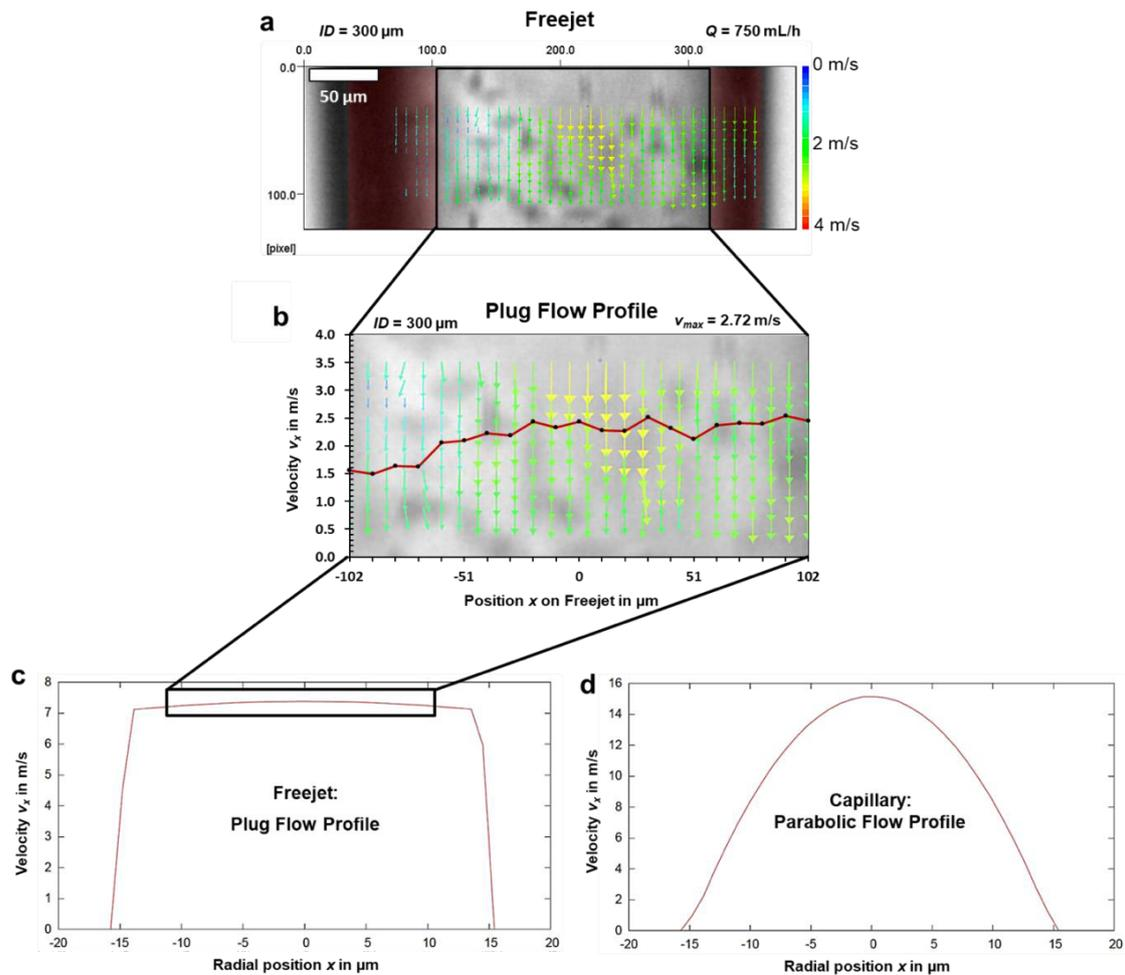 a
Freejet
ID = 300 µm
Q = 750 mL/h
0.0 100.0 200.0 300.0
0.0
50 µm
100.0
[pixel]
0 m/s
2 m/s
4 m/s
b
Plug Flow Profile
ID = 300 µm
vmax = 2.72 m/s
4.0
3.5
3.0
2.5
2.0
1.5
1.0
0.5
0.0
Velocity vx in m/s
-102 -51 0 51 102
Position x on Freejet in µm
c
8
7
6
5
4
3
2
1
0
Velocity vx in m/s
Freejet:
Plug Flow Profile
-20 -15 -10 -5 0 5 10 15 20
Radial position x in µm
d
16
14
12
10
8
6
4
2
0
Velocity vx in m/s
Capillary:
Parabolic Flow Profile
-20 -15 -10 -5 0 5 10 15 20
Radial position x in µm